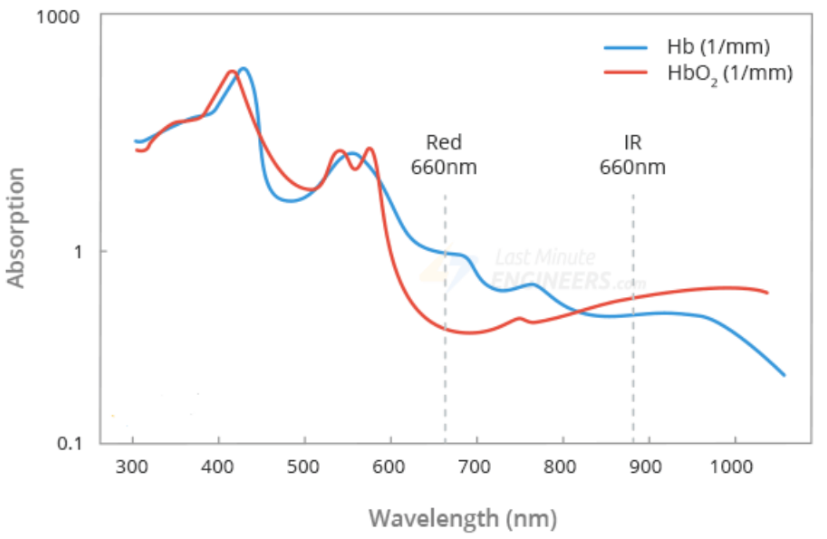 1000
Hb (1/mm)
HbO2 (1/mm)
Red
660nm
IR
660nm
Absorption
1
Last Minute
ENGINEERS.com
0.1
300 400 500 600 700 800 900 1000
Wavelength (nm)